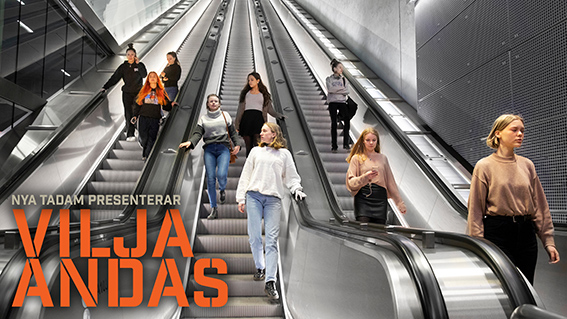 NYA TADAM PRESENTERAR
VILJA
ANDAS